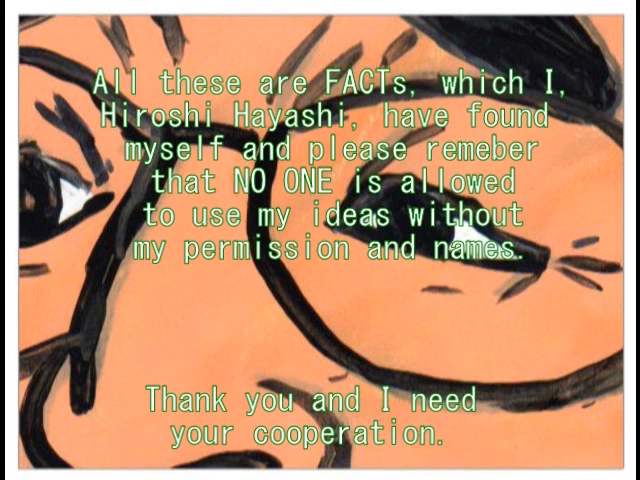 All these are FACTs, which I,
Hiroshi Hayashi, have found
myself and please remeber
that NO ONE is allowed
to use my ideas without
my permission and names.
Thank you and I need
your cooperation.